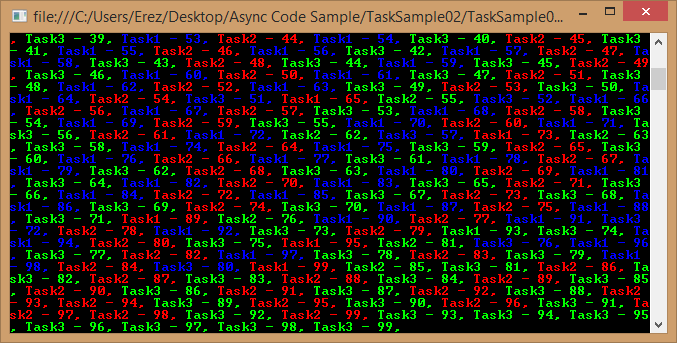 file:///C:/Users/Erez/Desktop/Async Code Sample/TaskSample02/TaskSample0...
, Task3 - 39, Task1 - 53, Task2 - 44, Task1 - 54, Task3 - 40, Task2 - 45, Task3
- 41, Task1 - 55, Task2 - 46, Task1 - 56, Task3 - 42, Task1 - 57, Task2 - 47, Ta
sk1 - 58, Task3 - 43, Task2 - 48, Task3 - 44, Task1 - 59, Task3 - 45, Task2 - 49
, Task3 - 46, Task1 - 60, Task2 - 50, Task1 - 61, Task3 - 47, Task2 - 51, Task3
- 48, Task1 - 62, Task2 - 52, Task1 - 63, Task3 - 49, Task2 - 53, Task3 - 50, Ta
sk1 - 64, Task2 - 54, Task3 - 51, Task1 - 65, Task2 - 55, Task3 - 52, Task1 - 66
, Task2 - 56, Task1 - 67, Task2 - 57, Task3 - 53, Task1 - 68, Task2 - 58, Task3
- 54, Task1 - 69, Task2 - 59, Task3 - 55, Task1 - 70, Task2 - 60, Task1 - 71, Ta
sk3 - 56, Task2 - 61, Task1 - 72, Task2 - 62, Task3 - 57, Task1 - 73, Task2 - 63
, Task3 - 58, Task1 - 74, Task2 - 64, Task1 - 75, Task3 - 59, Task2 - 65, Task3
- 60, Task1 - 76, Task2 - 66, Task1 - 77, Task3 - 61, Task1 - 78, Task2 - 67, Ta
sk1 - 79, Task3 - 62, Task2 - 68, Task3 - 63, Task1 - 80, Task2 - 69, Task1 - 81
, Task3 - 64, Task1 - 82, Task2 - 70, Task1 - 83, Task3 - 65, Task2 - 71, Task3
- 66, Task1 - 84, Task2 - 72, Task1 - 85, Task3 - 67, Task2 - 73, Task3 - 68, Ta
sk1 - 86, Task3 - 69, Task2 - 74, Task3 - 70, Task1 - 87, Task2 - 75, Task1 - 88
, Task3 - 71, Task1 - 89, Task2 - 76, Task1 - 90, Task2 - 77, Task1 - 91, Task3
- 72, Task2 - 78, Task1 - 92, Task3 - 73, Task2 - 79, Task1 - 93, Task3 - 74, Ta
sk1 - 94, Task2 - 80, Task3 - 75, Task1 - 95, Task2 - 81, Task3 - 76, Task1 - 96
, Task3 - 77, Task2 - 82, Task1 - 97, Task3 - 78, Task2 - 83, Task3 - 79, Task1
- 98, Task2 - 84, Task3 - 80, Task1 - 99, Task2 - 85, Task3 - 81, Task2 - 86, Ta
sk3 - 82, Task2 - 87, Task3 - 83, Task2 - 88, Task3 - 84, Task2 - 89, Task3 - 85
, Task2 - 90, Task3 - 86, Task2 - 91, Task3 - 87, Task2 - 92, Task3 - 88, Task2
- 93, Task2 - 94, Task3 - 89, Task2 - 95, Task3 - 90, Task2 - 96, Task3 - 91, Ta
sk2 - 97, Task2 - 98, Task3 - 92, Task2 - 99, Task3 - 93, Task3 - 94, Task3 - 95
, Task3 - 96, Task3 - 97, Task3 - 98, Task3 - 99,